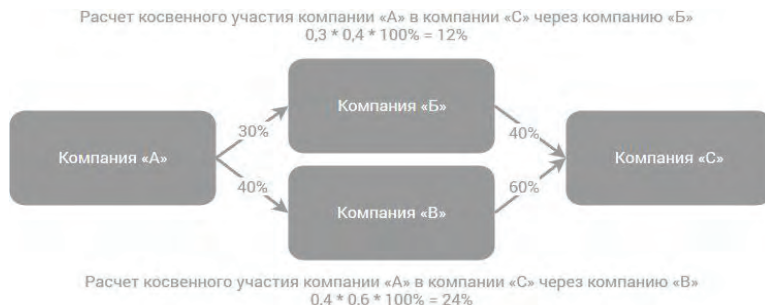 Расчет косвенного участия компании «А» в компании «С» через компанию «Б»
0,3 * 0,4 * 100% = 12%
Компания «Б»
30%
40%
Компания «А»
Компания «С»
40%
60%
Компания «В»
Расчет косвенного участия компании «А» в компании «С» через компанию «В»
0,4 * 0,6 * 100% = 24%